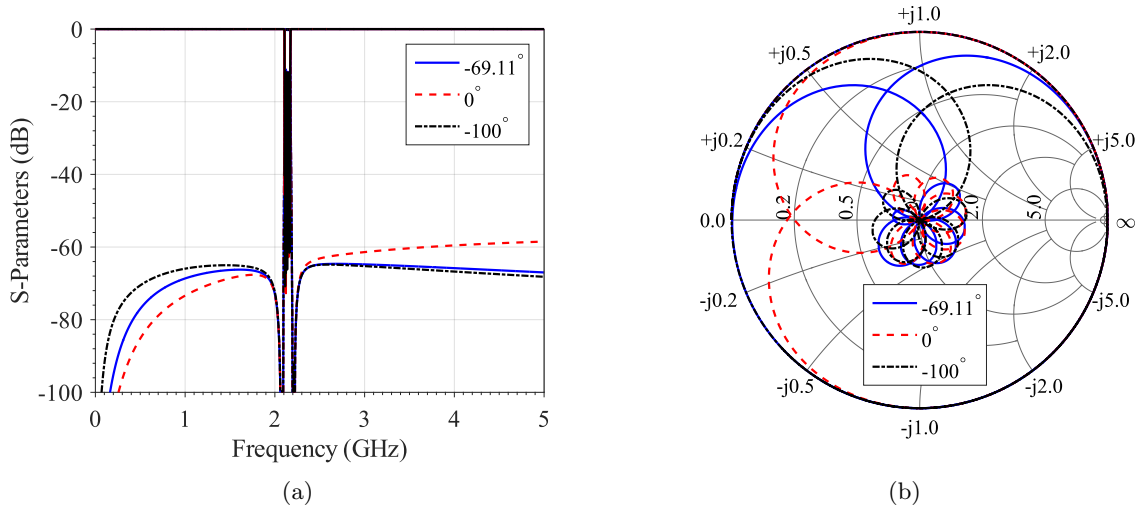 0
-20
-40
-60
-80
-100
0
1
2
3
4
5
S-Parameters (dB)
Frequency (GHz)
-69.11°
0°
-100°
(a)
+j1.0
+j0.5
+j2.0
+j0.2
+j5.0
0.0
0.2
0.5
2.0
5.0
∞
-j0.2
-j5.0
-j0.5
-j2.0
-j1.0
-69.11°
0°
-100°
(b)